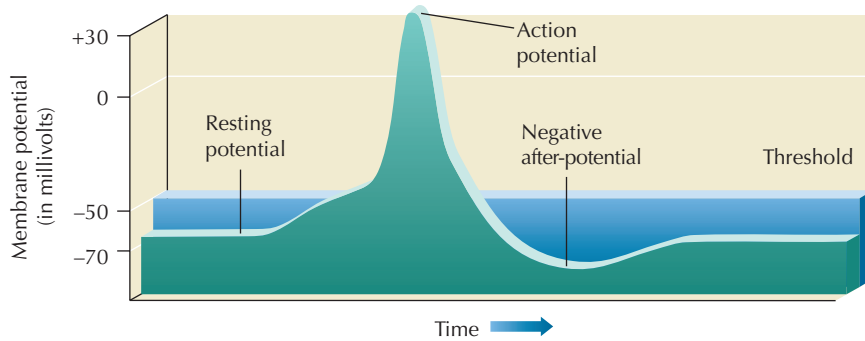 +30
0
–50
–70
Membrane potential
(in millivolts)
Action
potential
Resting
potential
Negative
after-potential
Threshold
Time